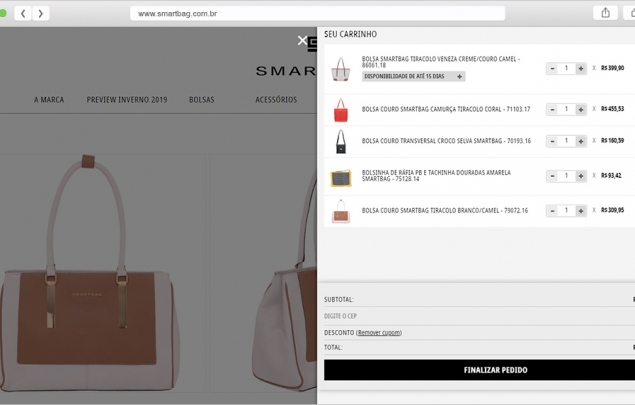 www.smartbag.com.br
SEU CARRINHO
SMAR
A MARCA
PREVIEW INVERNO 2019
BOLSAS
ACESSÓRIOS
BOLSA SMARTBAG TIRACOLO VENEZA CREME/COURO CAMEL -
86061.18
DISPONIBILIDADE DE ATÉ 15 DIAS +
- 1 + X R$ 399,90
BOLSA COURO SMARTBAG CAMURÇA TIRACOLO CORAL - 71103.17
- 1 + X R$ 455,53
BOLSA COURO TRANSVERSAL CROCO SELVA SMARTBAG - 70193.16
- 1 + X R$ 160,59
BOLSINHA DE RÁFIA PB E TACHINHA DOURADAS AMARELA
SMARTBAG - 75128.14
- 1 + X R$ 93,42
BOLSA COURO SMARTBAG TIRACOLO BRANCO/CAMEL - 79072.16
- 1 + X R$ 309,95
SUBTOTAL:
DIGITE O CEP
DESCONTO (Remover cupom)
TOTAL:
FINALIZAR PEDIDO